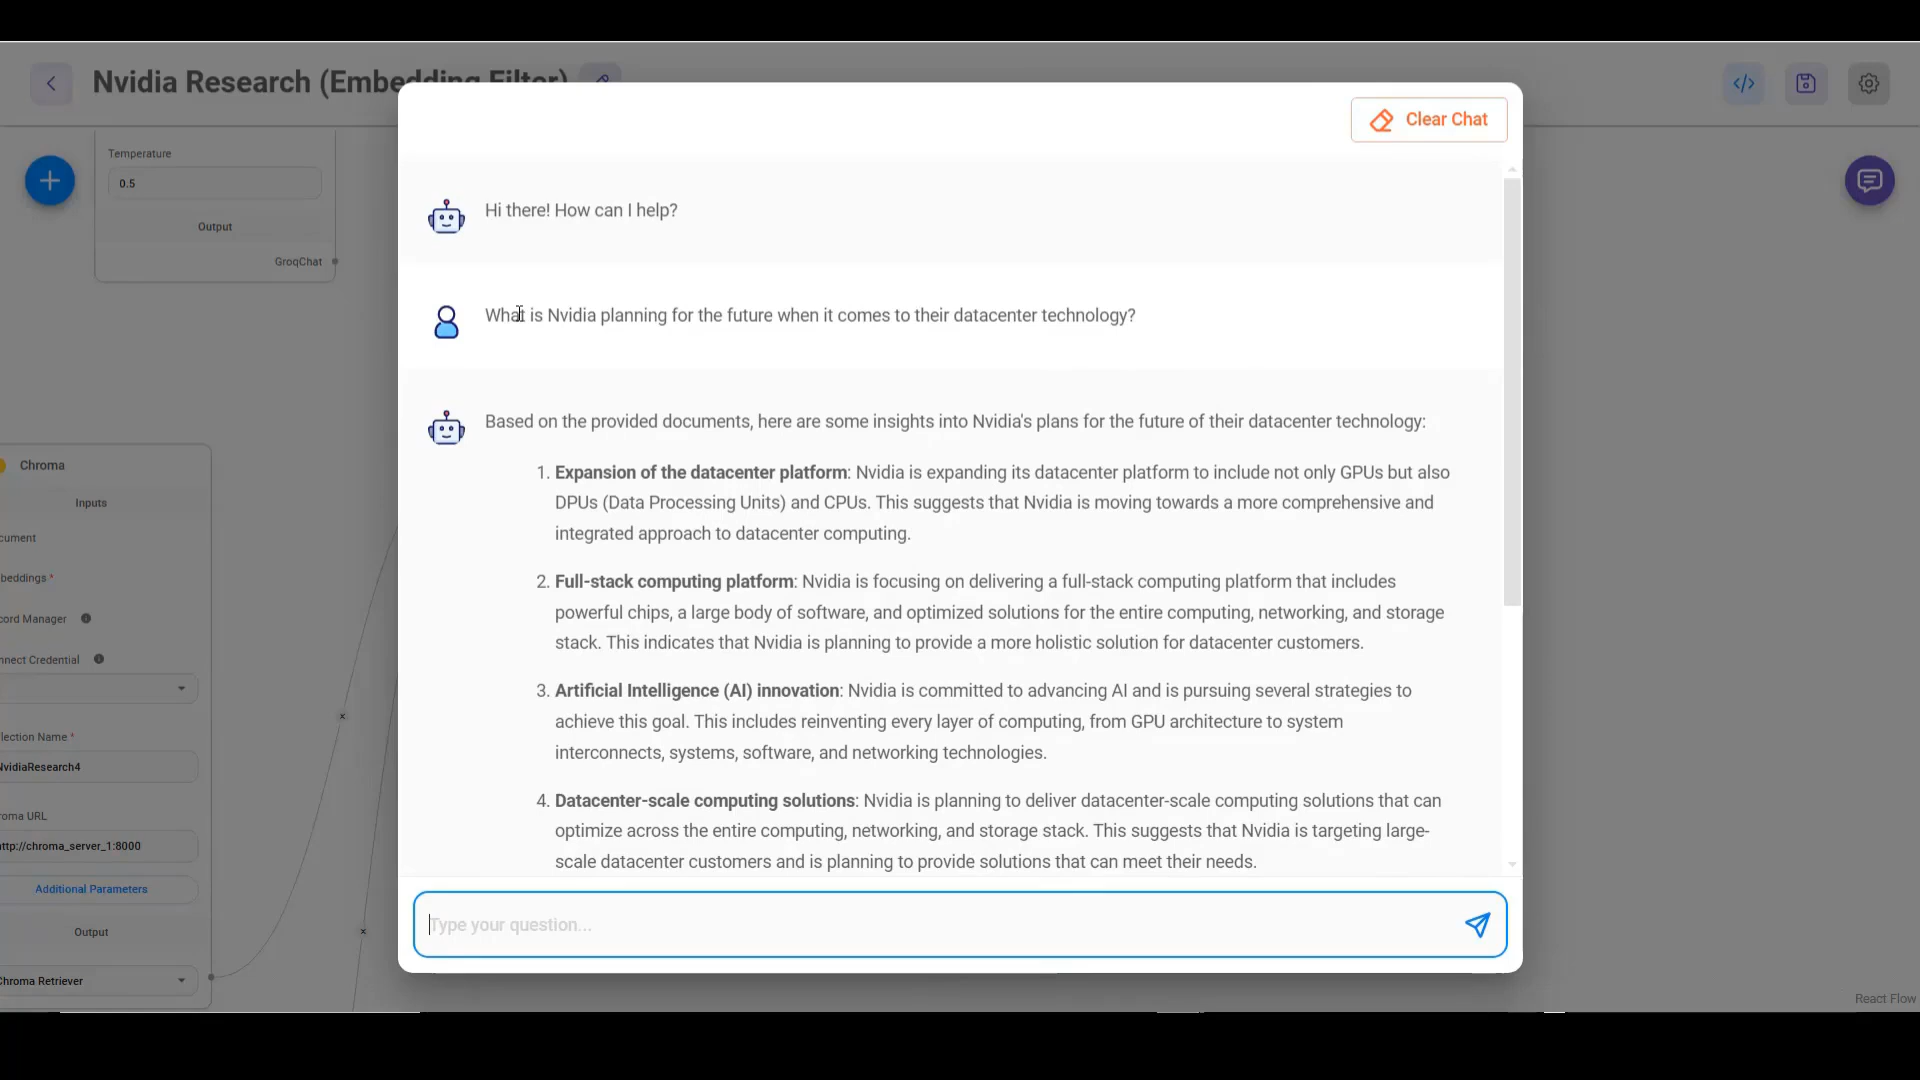 Nvidia Research (Embedding Filter)
Clear Chat
Temperature
0.5
Output
GroqChat
Hi there! How can I help?
What is Nvidia planning for the future when it comes to their datacenter technology?
Based on the provided documents, here are some insights into Nvidia's plans for the future of their datacenter technology:
1. Expansion of the datacenter platform: Nvidia is expanding its datacenter platform to include not only GPUs but also
DPUs (Data Processing Units) and CPUs. This suggests that Nvidia is moving towards a more comprehensive and
integrated approach to datacenter computing.
2. Full-stack computing platform: Nvidia is focusing on delivering a full-stack computing platform that includes
powerful chips, a large body of software, and optimized solutions for the entire computing, networking, and storage
stack. This indicates that Nvidia is planning to provide a more holistic solution for datacenter customers.
3. Artificial Intelligence (AI) innovation: Nvidia is committed to advancing AI and is pursuing several strategies to
achieve this goal. This includes reinventing every layer of computing, from GPU architecture to system
interconnects, systems, software, and networking technologies.
4. Datacenter-scale computing solutions: Nvidia is planning to deliver datacenter-scale computing solutions that can
optimize across the entire computing, networking, and storage stack. This suggests that Nvidia is targeting large-
scale datacenter customers and is planning to provide solutions that can meet their needs.
Type your question...
Chroma
Inputs
cument
beddings *
cord Manager
nnect Credential
lection Name *
NvidiaResearch4
roma URL
http://chroma_server_1:8000
Additional Parameters
Output
Chroma Retriever
React Flow